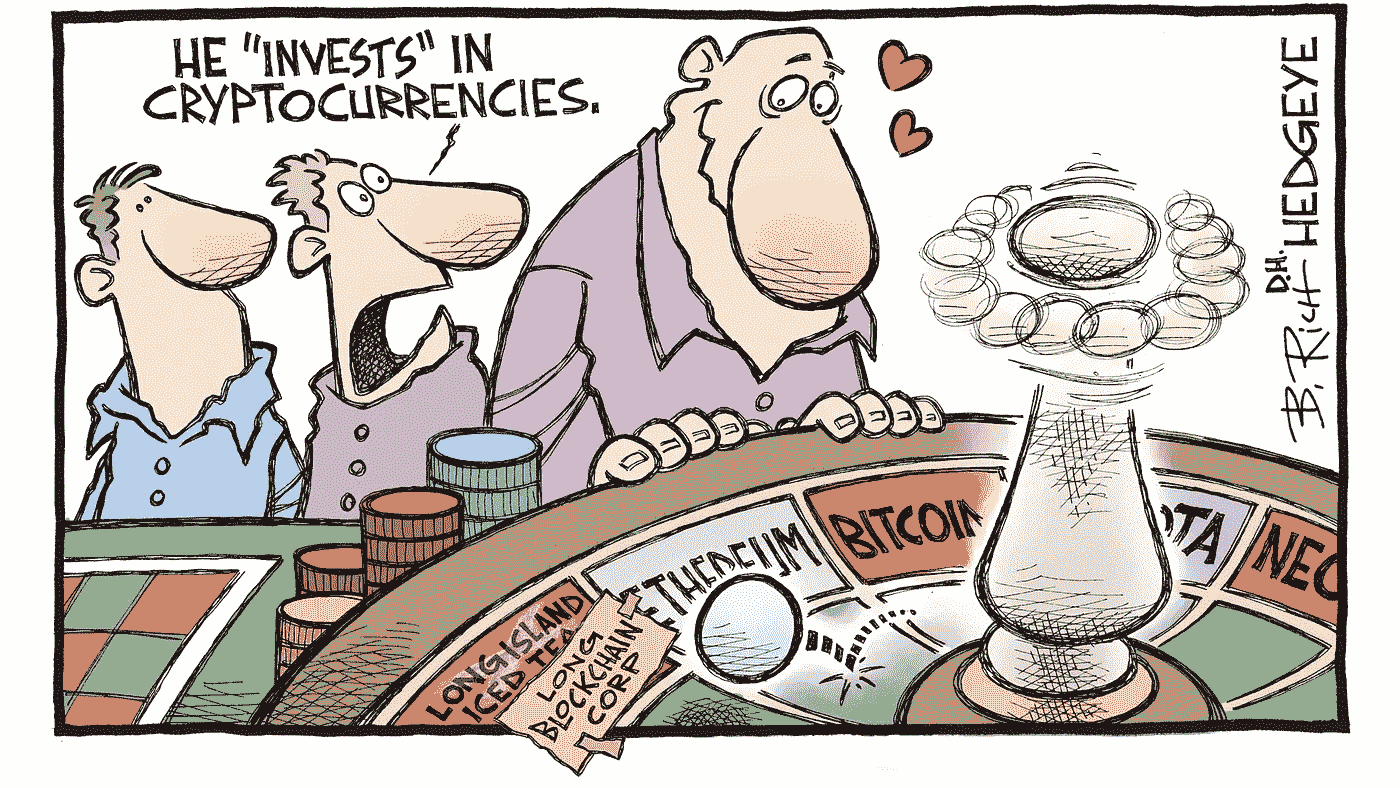 HE "INVESTS" IN
CRYPTOCURRENCIES.
LONG ISLAND
ICED TEA
"LONG
BLOCKCHAIN"
CORP
ETHEREUM
BITCOIN
OTA
NEO
B. Rich
D.H.
HEDGEYE